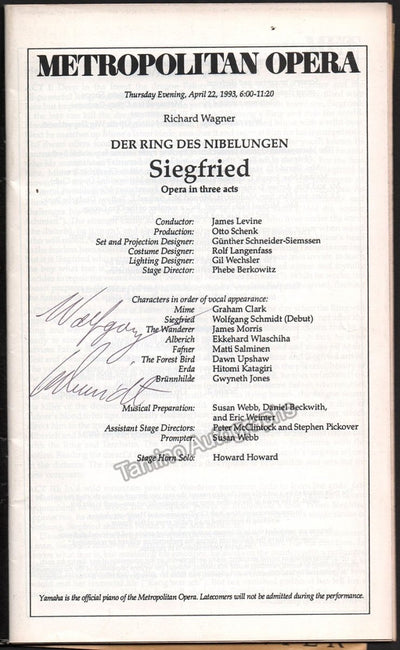 METROPOLITAN OPERA
Thursday Evening, April 22, 1993, 6:00-11:20
Richard Wagner
DER RING DES NIBELUNGEN
Siegfried
Opera in three acts
Conductor: James Levine
Production: Otto Schenk
Set and Projection Designer: Günther Schneider-Siemssen
Costume Designer: Rolf Langenfass
Lighting Designer: Gil Wechsler
Stage Director: Phebe Berkowitz
Characters in order of vocal appearance:
Mime Graham Clark
Siegfried Wolfgang Schmidt (Debut)
The Wanderer James Morris
Alberich Ekkehard Wlaschiha
Fafner Matti Salminen
The Forest Bird Dawn Upshaw
Erda Hitomi Katagiri
Brünnhilde Gwyneth Jones
Wolfgang
Schmidt
Musical Preparation: Susan Webb, Daniel Beckwith,
and Eric Weimer
Assistant Stage Directors: Peter McClintock and Stephen Pickover
Prompter: Susan Webb
Stage Horn Solo: Howard Howard
Tamino Autographs
Yamaha is the official piano of the Metropolitan Opera. Latecomers will not be admitted during the performance.